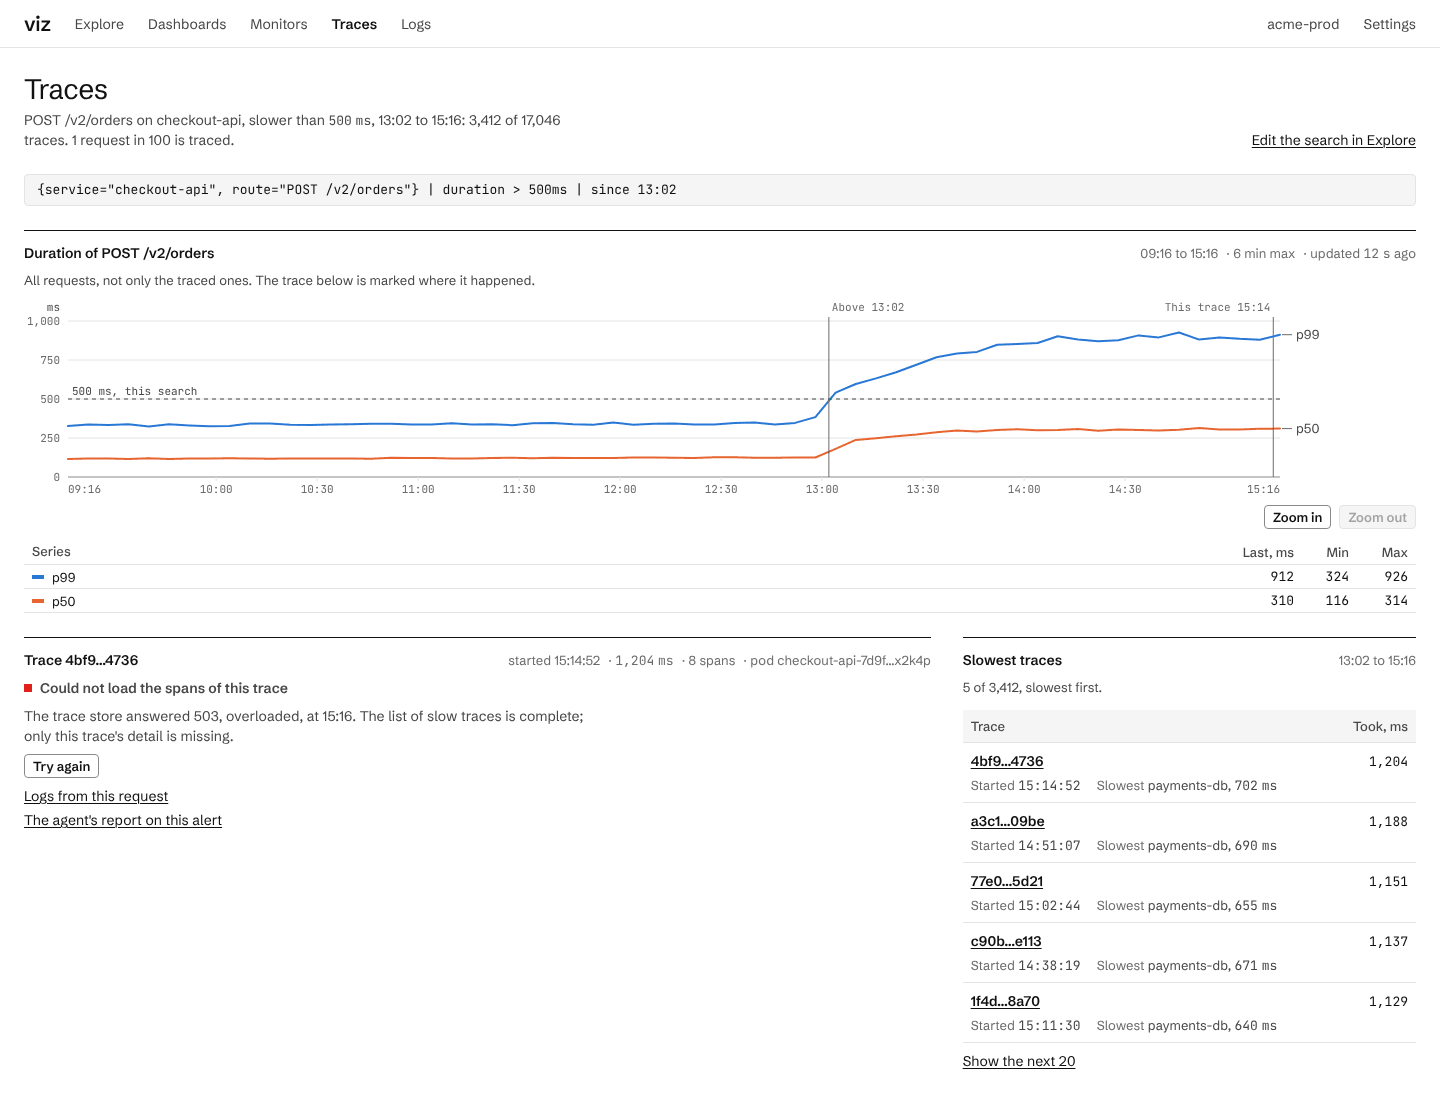 viz Explore Dashboards Monitors Traces Logs acme-prod Settings
Traces
POST /v2/orders on checkout-api, slower than 500 ms, 13:02 to 15:16: 3,412 of 17,046
traces. 1 request in 100 is traced.
Edit the search in Explore
{service="checkout-api", route="POST /v2/orders"} | duration > 500ms | since 13:02
Duration of POST /v2/orders
09:16 to 15:16 · 6 min max · updated 12 s ago
All requests, not only the traced ones. The trace below is marked where it happened.
ms
Above 13:02
This trace 15:14
1,000
p99
750
500 ms, this search
500
p50
250
0
09:16 10:00 10:30 11:00 11:30 12:00 12:30 13:00 13:30 14:00 14:30 15:16
Zoom in Zoom out
Series Last, ms Min Max
p99 912 324 926
p50 310 116 314
Trace 4bf9…4736
started 15:14:52 · 1,204 ms · 8 spans · pod checkout-api-7d9f…x2k4p
Could not load the spans of this trace
The trace store answered 503, overloaded, at 15:16. The list of slow traces is complete;
only this trace's detail is missing.
Try again
Logs from this request
The agent's report on this alert
Slowest traces
13:02 to 15:16
5 of 3,412, slowest first.
Trace Took, ms
4bf9…4736 1,204
Started 15:14:52 Slowest payments-db, 702 ms
a3c1…09be 1,188
Started 14:51:07 Slowest payments-db, 690 ms
77e0…5d21 1,151
Started 15:02:44 Slowest payments-db, 655 ms
c90b…e113 1,137
Started 14:38:19 Slowest payments-db, 671 ms
1f4d…8a70 1,129
Started 15:11:30 Slowest payments-db, 640 ms
Show the next 20